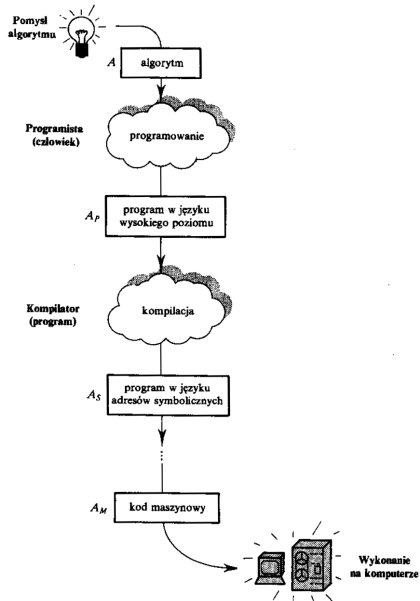 Pomysł
algorytmu
A
algorytm
Programista
(człowiek)
programowanie
A_P
program w języku
wysokiego poziomu
Kompilator
(program)
kompilacja
A_S
program w języku
adresów symbolicznych
A_M
kod maszynowy
Wykonanie
na komputerze